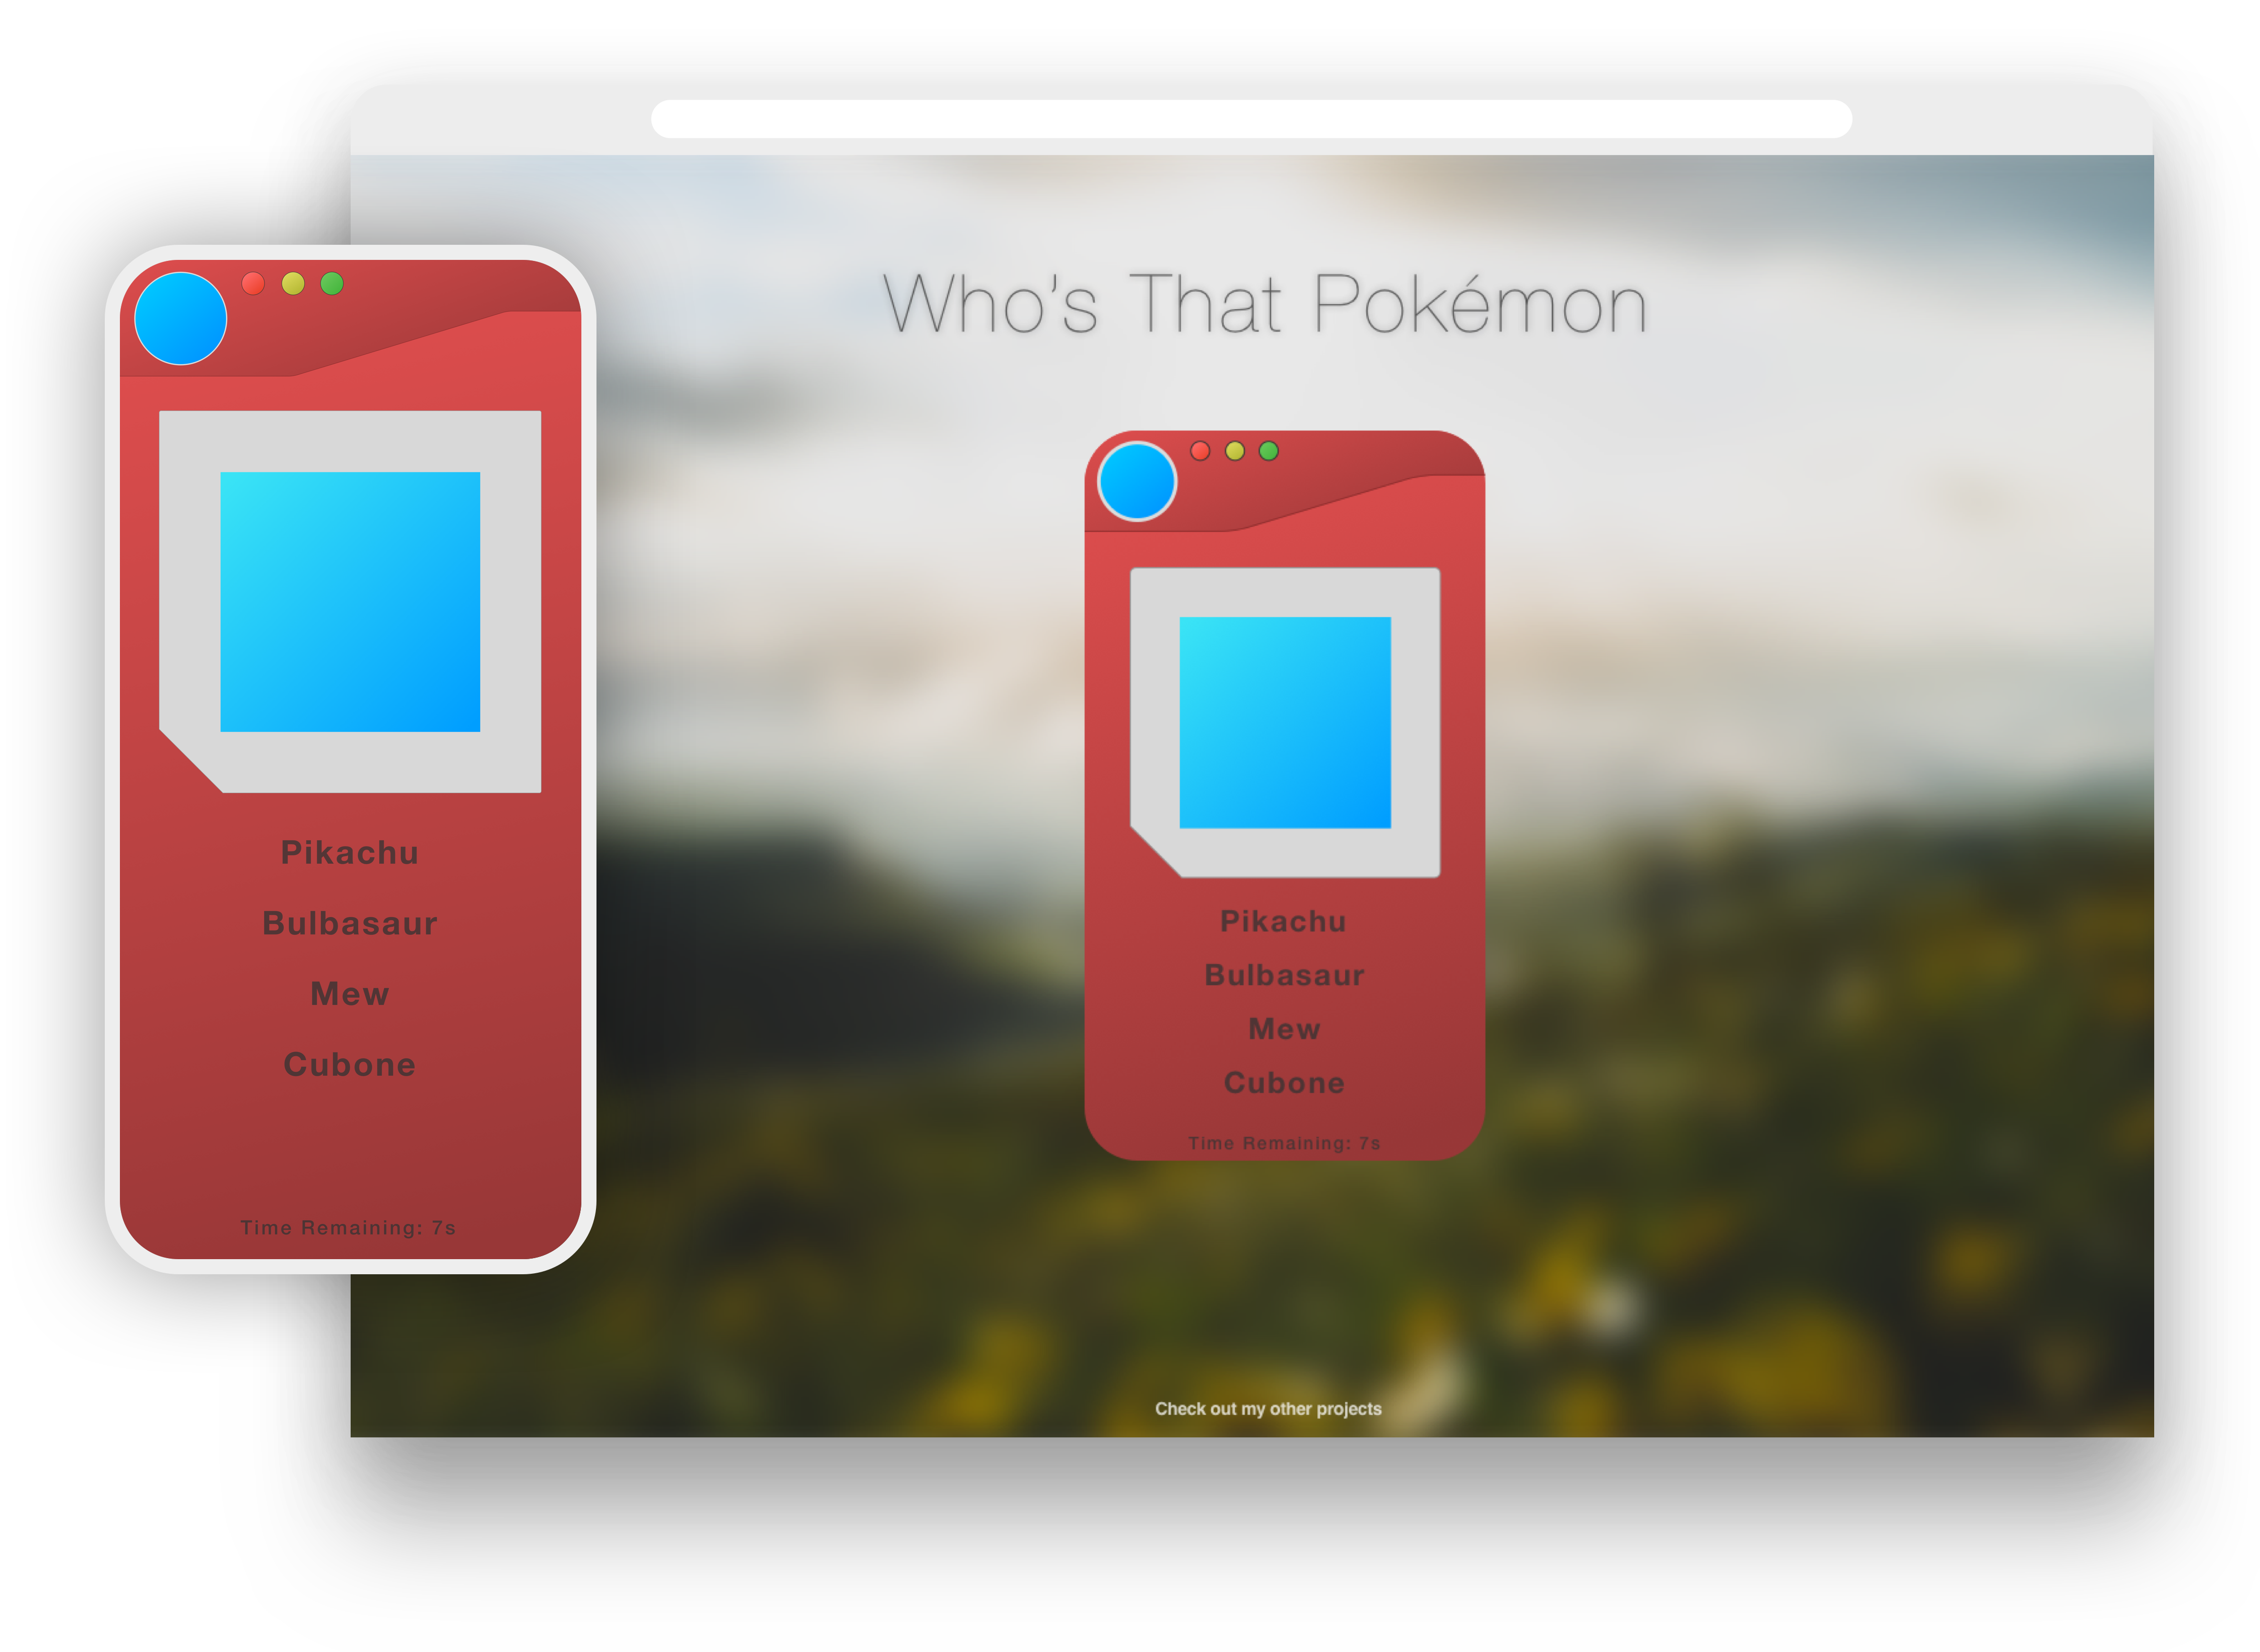 Who's That Pokémon
Pikachu
Bulbasaur
Mew
Cubone
Time Remaining: 7s
Pikachu
Bulbasaur
Mew
Cubone
Time Remaining: 7s
Check out my other projects